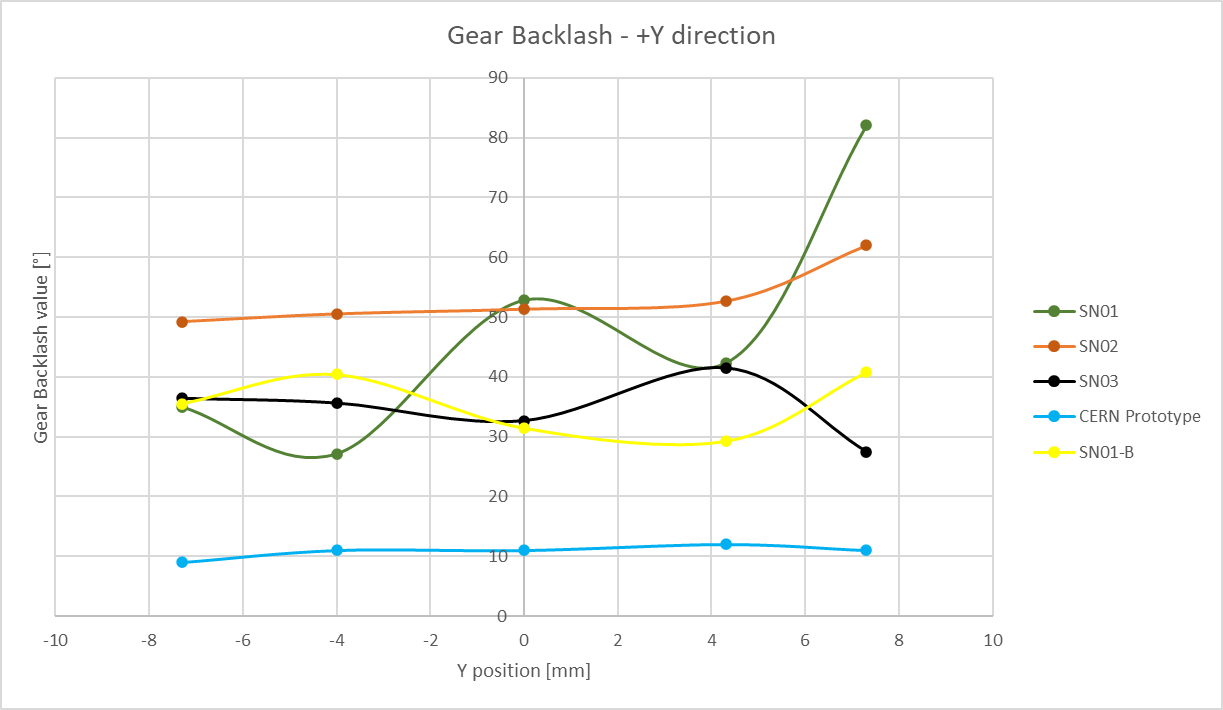 Gear Backlash - +Y direction
90
80
70
60
50
40
30
20
10
0
Gear Backlash value [°]
-10 -8 -6 -4 -2 0 2 4 6 8 10
Y position [mm]
SN01
SN02
SN03
CERN Prototype
SN01-B